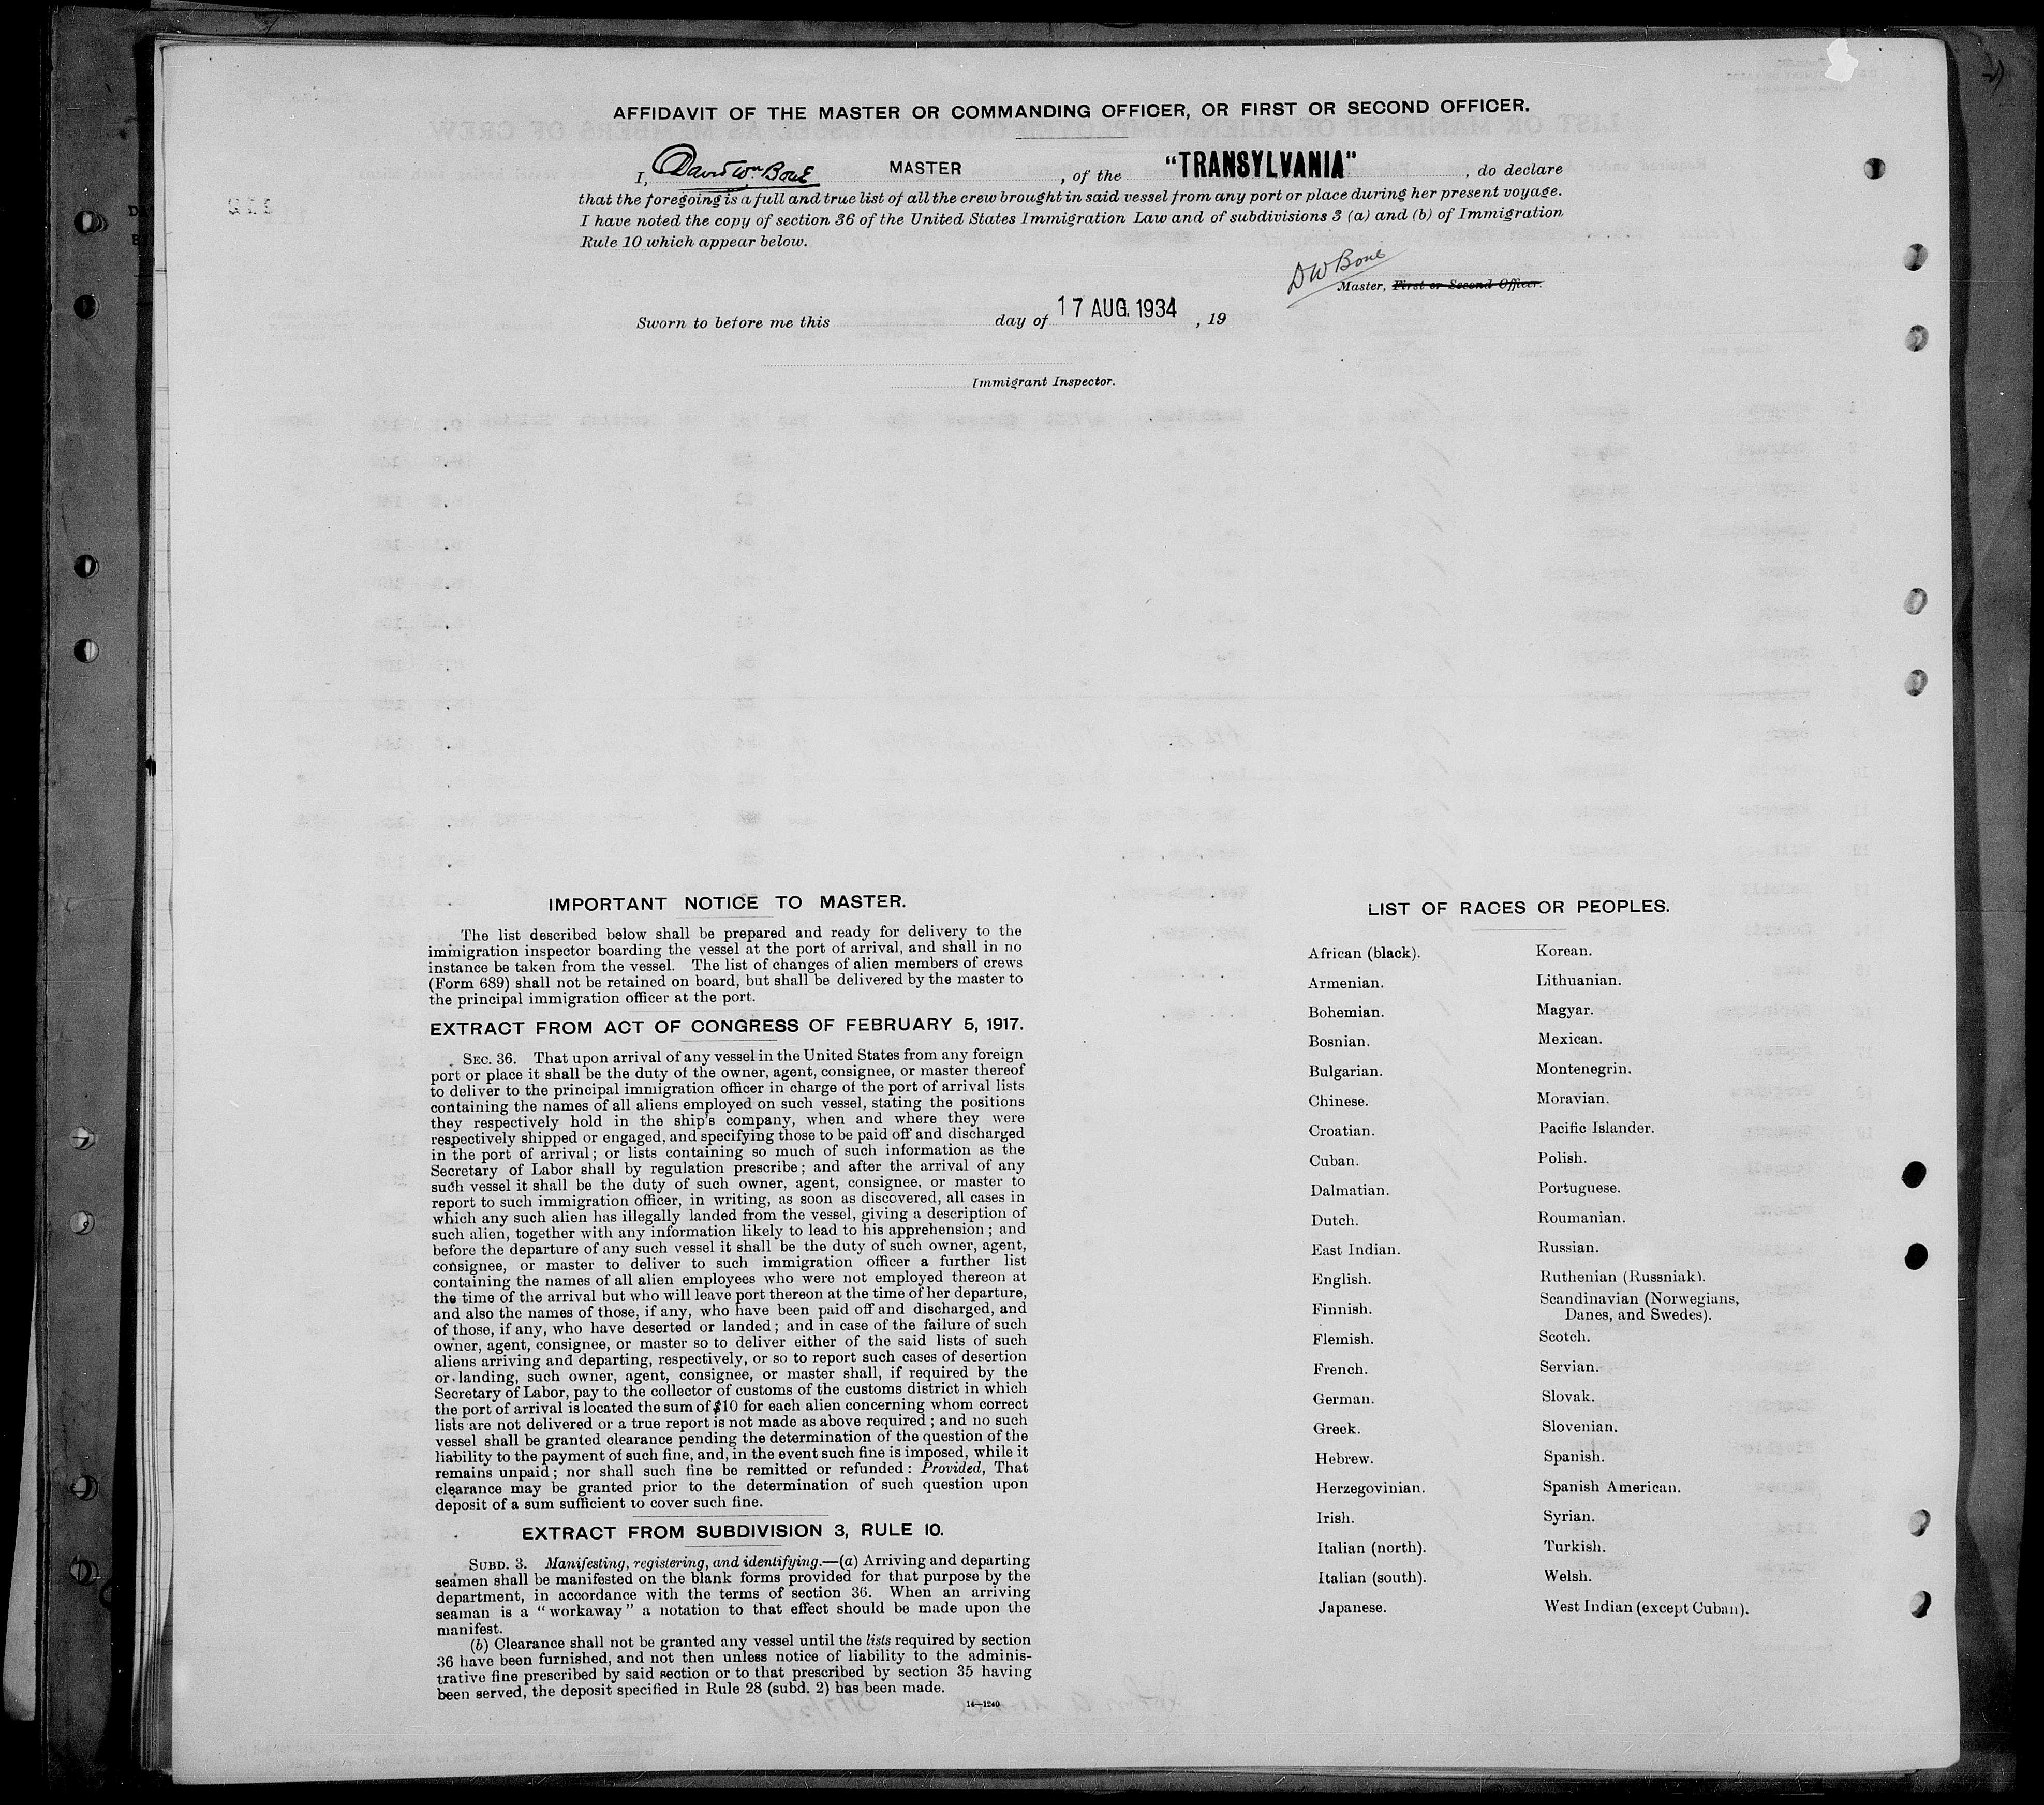 AFFIDAVIT OF THE MASTER OR COMMANDING OFFICER, OR FIRST OR SECOND OFFICER.
I, David Wm Bone MASTER, of the "TRANSYLVANIA", do declare
that the foregoing is a full and true list of all the crew brought in said vessel from any port or place during her present voyage.
I have noted the copy of section 36 of the United States Immigration Law and of subdivisions 3 (a) and (b) of Immigration
Rule 10 which appear below.
DW Bone
Master, First or Second Officer.
Sworn to before me this day of 17 AUG. 1934, 19
Immigrant Inspector.
IMPORTANT NOTICE TO MASTER.
The list described below shall be prepared and ready for delivery to the
immigration inspector boarding the vessel at the port of arrival, and shall in no
instance be taken from the vessel. The list of changes of alien members of crews
(Form 689) shall not be retained on board, but shall be delivered by the master to
the principal immigration officer at the port.
EXTRACT FROM ACT OF CONGRESS OF FEBRUARY 5, 1917.
SEC. 36. That upon arrival of any vessel in the United States from any foreign
port or place it shall be the duty of the owner, agent, consignee, or master thereof
to deliver to the principal immigration officer in charge of the port of arrival lists
containing the names of all aliens employed on such vessel, stating the positions
they respectively hold in the ship's company, when and where they were
respectively shipped or engaged, and specifying those to be paid off and discharged
in the port of arrival; or lists containing so much of such information as the
Secretary of Labor shall by regulation prescribe; and after the arrival of any
such vessel it shall be the duty of such owner, agent, consignee, or master to
report to such immigration officer, in writing, as soon as discovered, all cases in
which any such alien has illegally landed from the vessel, giving a description of
such alien, together with any information likely to lead to his apprehension; and
before the departure of any such vessel it shall be the duty of such owner, agent,
consignee, or master to deliver to such immigration officer a further list
containing the names of all alien employees who were not employed thereon at
the time of the arrival but who will leave port thereon at the time of her departure,
and also the names of those, if any, who have been paid off and discharged, and
of those, if any, who have deserted or landed; and in case of the failure of such
owner, agent, consignee, or master so to deliver either of the said lists of such
aliens arriving and departing, respectively, or so to report such cases of desertion
or landing, such owner, agent, consignee, or master shall, if required by the
Secretary of Labor, pay to the collector of customs of the customs district in which
the port of arrival is located the sum of $10 for each alien concerning whom correct
lists are not delivered or a true report is not made as above required; and no such
vessel shall be granted clearance pending the determination of the question of the
liability to the payment of such fine, and, in the event such fine is imposed, while it
remains unpaid; nor shall such fine be remitted or refunded: Provided, That
clearance may be granted prior to the determination of such question upon
deposit of a sum sufficient to cover such fine.
EXTRACT FROM SUBDIVISION 3, RULE 10.
SUBD. 3. Manifesting, registering, and identifying.—(a) Arriving and departing
seamen shall be manifested on the blank forms provided for that purpose by the
department, in accordance with the terms of section 36. When an arriving
seaman is a "workaway" a notation to that effect should be made upon the
manifest.
(b) Clearance shall not be granted any vessel until the lists required by section
36 have been furnished, and not then unless notice of liability to the adminis-
trative fine prescribed by said section or to that prescribed by section 35 having
been served, the deposit specified in Rule 28 (subd. 2) has been made.
14—1240
LIST OF RACES OR PEOPLES.
African (black).
Armenian.
Bohemian.
Bosnian.
Bulgarian.
Chinese.
Croatian.
Cuban.
Dalmatian.
Dutch.
East Indian.
English.
Finnish.
Flemish.
French.
German.
Greek.
Hebrew.
Herzegovinian.
Irish.
Italian (north).
Italian (south).
Japanese.
Korean.
Lithuanian.
Magyar.
Mexican.
Montenegrin.
Moravian.
Pacific Islander.
Polish.
Portuguese.
Roumanian.
Russian.
Ruthenian (Russniak).
Scandinavian (Norwegians,
Danes, and Swedes).
Scotch.
Servian.
Slovak.
Slovenian.
Spanish.
Spanish American.
Syrian.
Turkish.
Welsh.
West Indian (except Cuban).